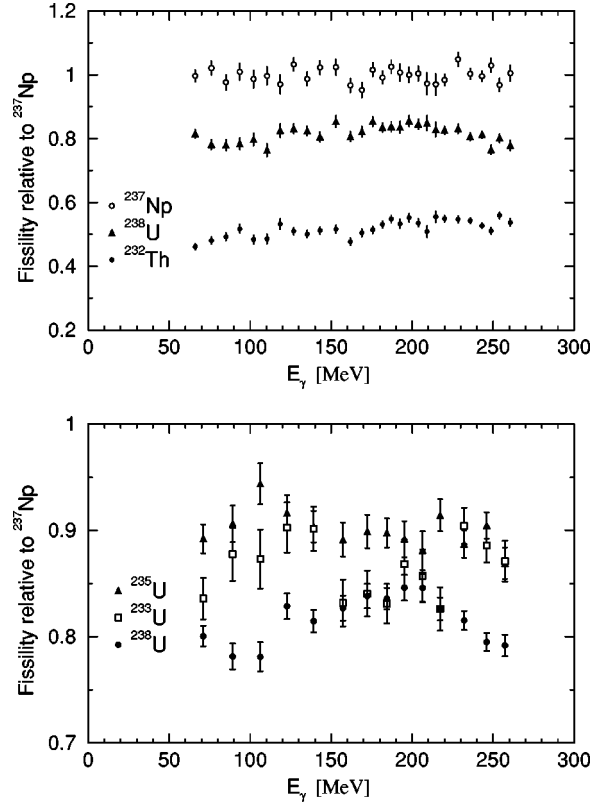 1.2
1.0
0.8
0.6
0.4
0.2
Fissility relative to ²³⁷Np
²³⁷Np
²³⁸U
²³²Th
0 50 100 150 200 250 300
Eγ [MeV]
1
0.9
0.8
0.7
Fissility relative to ²³⁷Np
²³⁵U
²³³U
²³⁸U
0 50 100 150 200 250 300
Eγ [MeV]